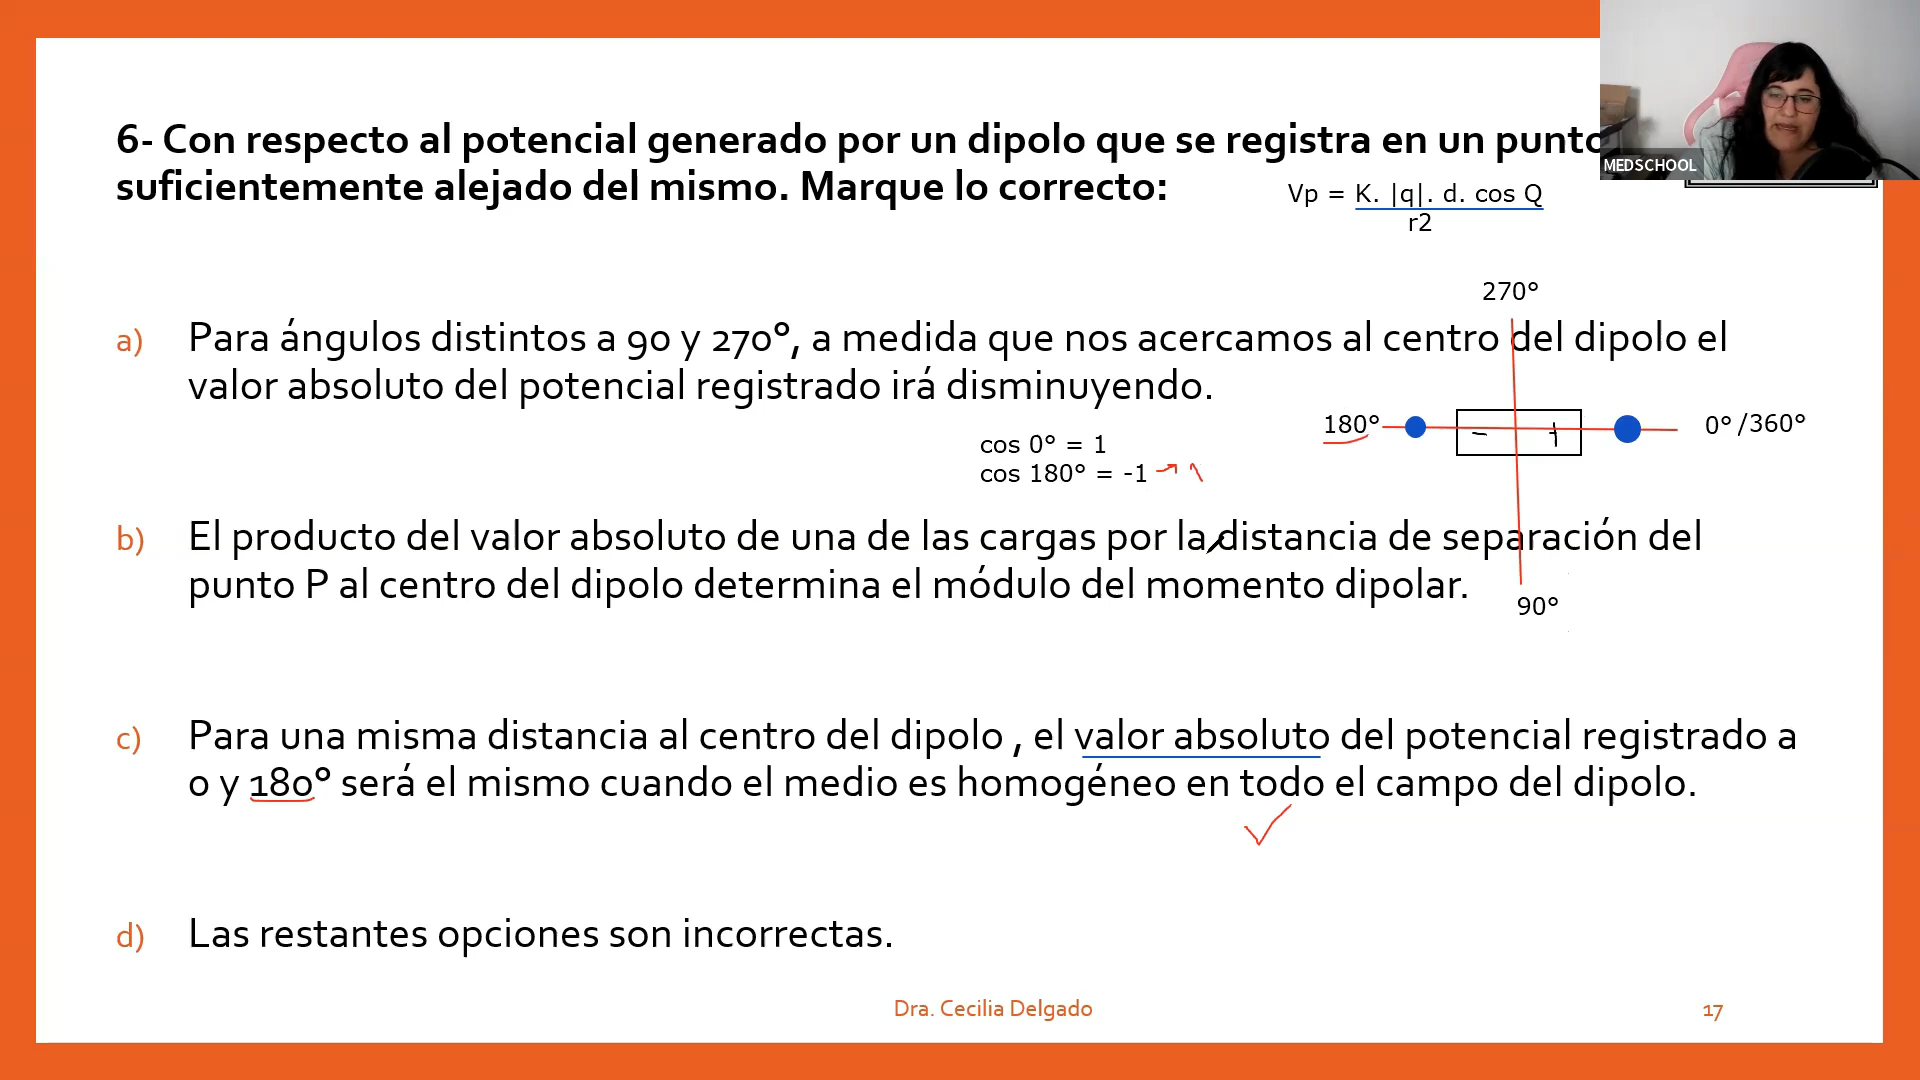 6- Con respecto al potencial generado por un dipolo que se registra en un punto
suficientemente alejado del mismo. Marque lo correcto:
Vp = K. |q|. d. cos Q
r2
MEDSCHOOL
270°
a) Para ángulos distintos a 90 y 270°, a medida que nos acercamos al centro del dipolo el
valor absoluto del potencial registrado irá disminuyendo.
180° - + 0° /360°
cos 0° = 1
cos 180° = -1 → 1
b) El producto del valor absoluto de una de las cargas por la distancia de separación del
punto P al centro del dipolo determina el módulo del momento dipolar.
90°
c) Para una misma distancia al centro del dipolo , el valor absoluto del potencial registrado a
0 y 180° será el mismo cuando el medio es homogéneo en todo el campo del dipolo.
d) Las restantes opciones son incorrectas.
Dra. Cecilia Delgado
17